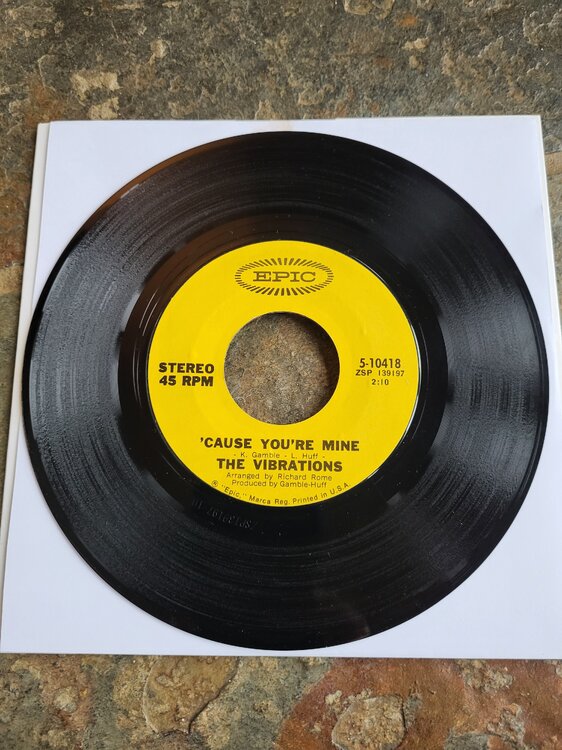 EPIC
STEREO
45 RPM
5-10418
ZSP 139197
2:10
'CAUSE YOU'RE MINE
- K. Gamble - L. Huff -
THE VIBRATIONS
Arranged by Richard Rome
Produced by Gamble-Huff
® "Epic," Marca Reg. Printed in U.S.A.